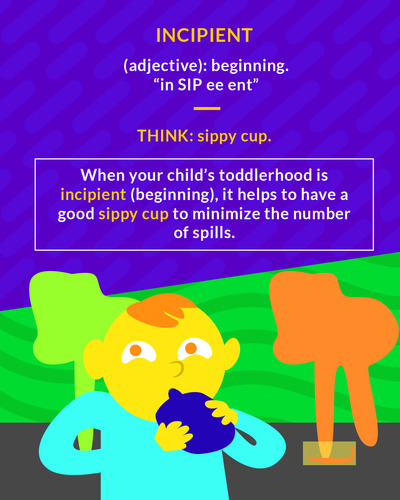 INCIPIENT
(adjective): beginning.
“in SIP ee ent”
THINK: sippy cup.
When your child’s toddlerhood is
incipient (beginning), it helps to have a
good sippy cup to minimize the number
of spills.